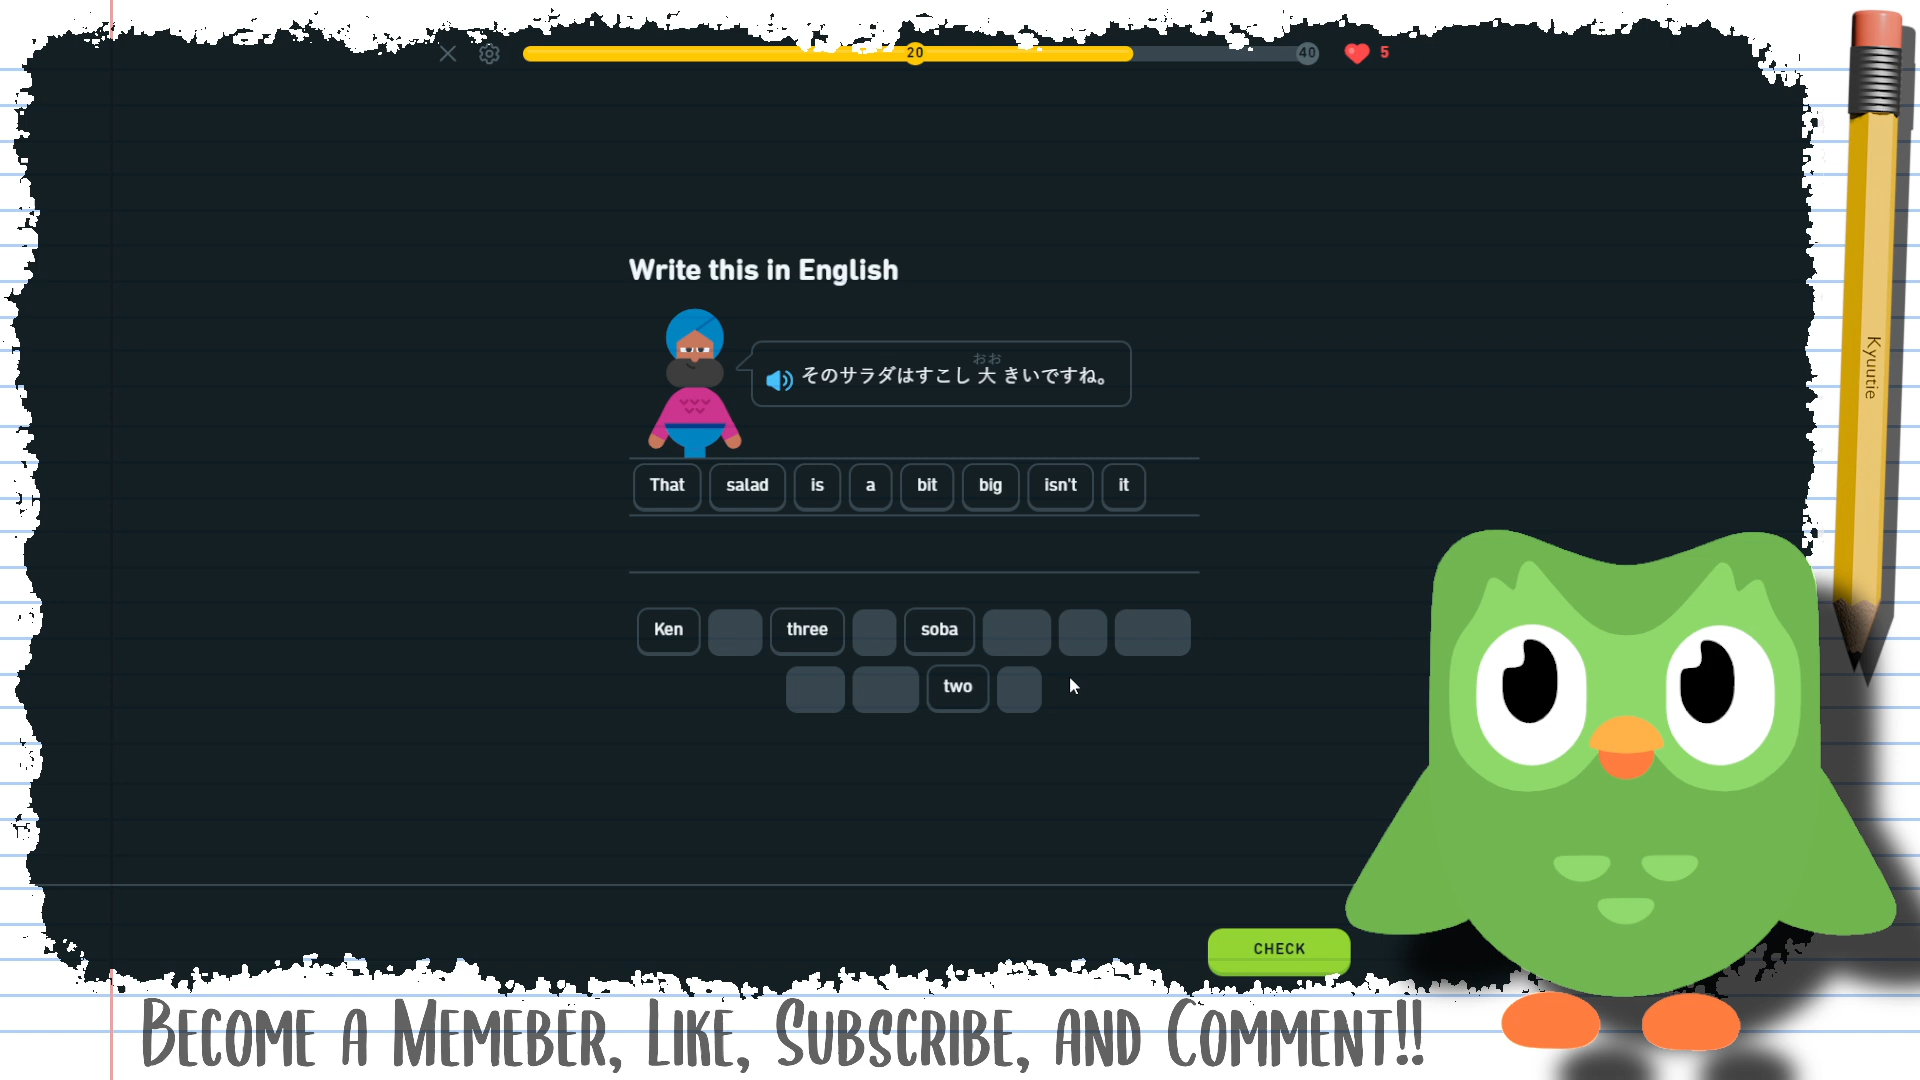 20 40 5
Write this in English
おお
そのサラダはすこし大きいですね。
That salad is a bit big isn't it
Ken three soba
two
CHECK
Kyuutie
BECOME A MEMEBER, LIKE, SUBSCRIBE, AND COMMENT!!